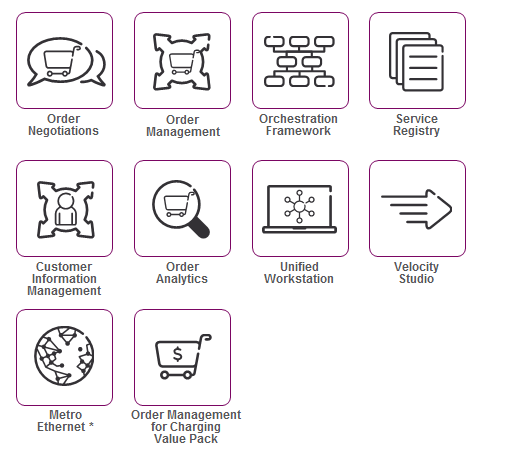 Order
Negotiations
Order
Management
Orchestration
Framework
Service
Registry
Customer
Information
Management
Order
Analytics
Unified
Workstation
Velocity
Studio
Metro
Ethernet *
$
Order Management
for Charging
Value Pack